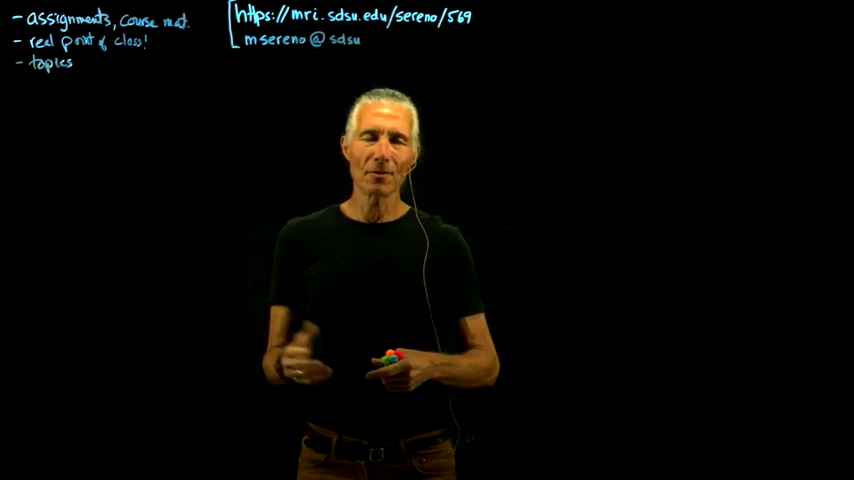 - assignments, course mat.
- real point of class!
- topics
https://mri.sdsu.edu/sereno/569
msereno@sdsu